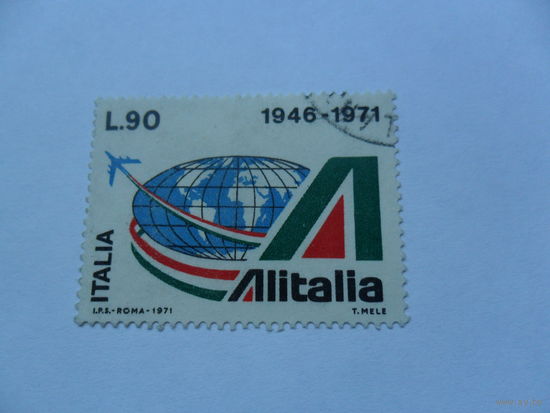 L.90
1946-1971
ITALIA
Alitalia
I.P.S.-ROMA-1971
T. MELE